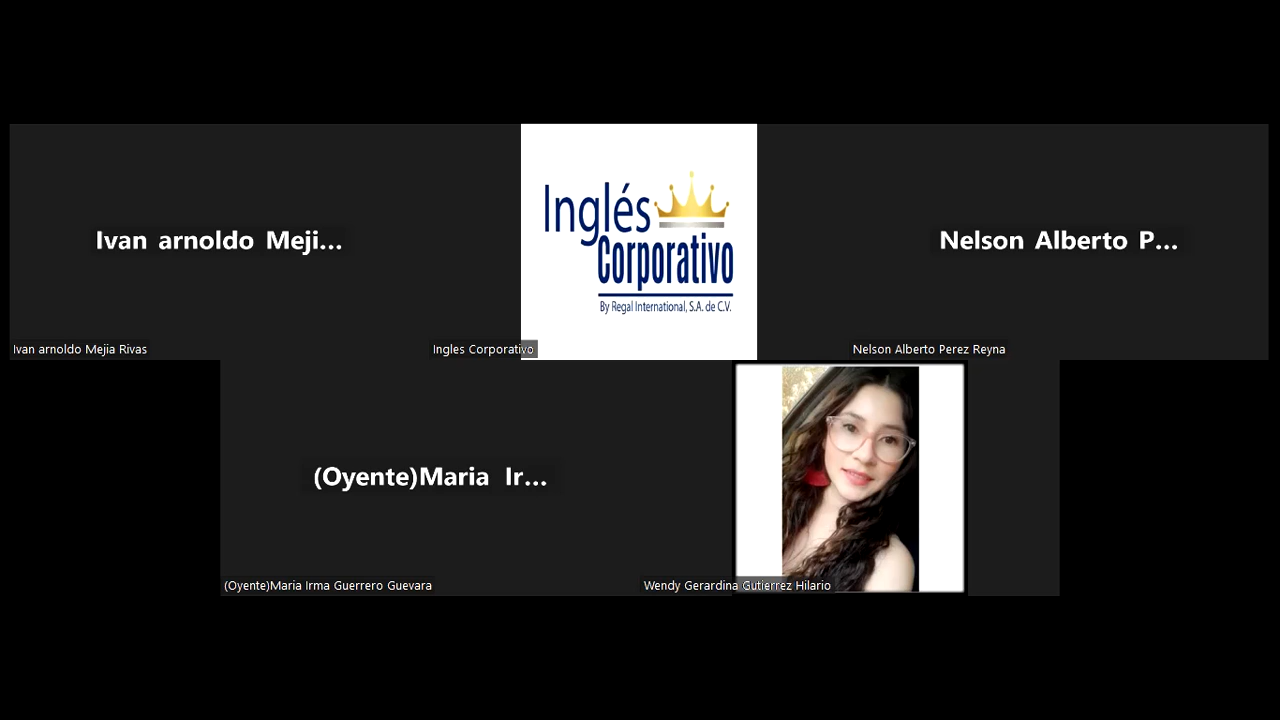 Ivan arnoldo Meji...
Ivan arnoldo Mejia Rivas
Inglés
Corporativo
By Regal International, S.A. de C.V.
Ingles Corporativo
Nelson Alberto P...
Nelson Alberto Perez Reyna
(Oyente)Maria Ir...
(Oyente)Maria Irma Guerrero Guevara
Wendy Gerardina Gutierrez Hilario